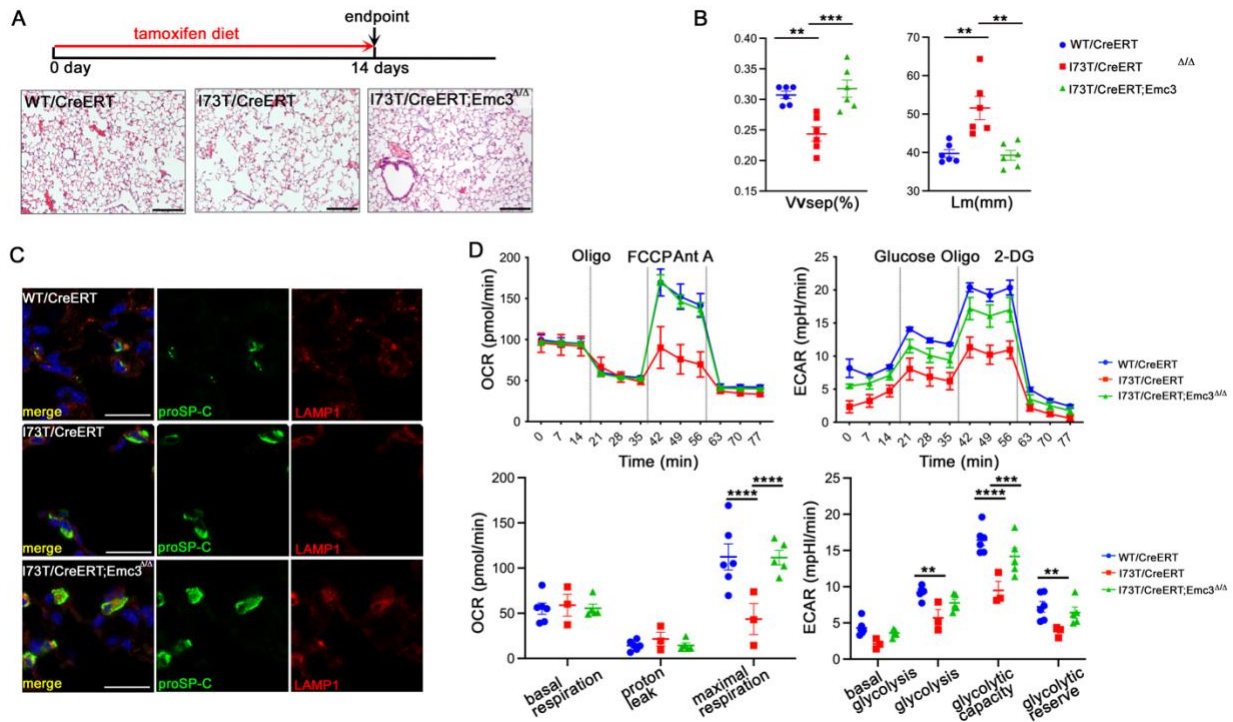 A
tamoxifen diet
endpoint
0 day
14 days
WT/CreERT
I73T/CreERT
I73T/CreERT;Emc3Δ/Δ
B
**
***
0.40
0.35
0.30
0.25
0.20
0.15
Vvsep(%)
**
**
70
60
50
40
30
Lm(mm)
WT/CreERT
I73T/CreERT
Δ/Δ
I73T/CreERT;Emc3
C
WT/CreERT
merge
proSP-C
LAMP1
I73T/CreERT
merge
proSP-C
LAMP1
I73T/CreERT;Emc3Δ/Δ
merge
proSP-C
LAMP1
D
Oligo
FCCP
Ant A
OCR (pmol/min)
200
150
100
50
0
0 7 14 21 28 35 42 49 56 63 70 77
Time (min)
Glucose Oligo 2-DG
ECAR (mpH/min)
25
20
15
10
5
0
0 7 14 21 28 35 42 49 56 63 70 77
Time (min)
WT/CreERT
I73T/CreERT
I73T/CreERT;Emc3Δ/Δ
OCR (pmol/min)
200
150
100
50
0
****
****
basal
respiration
proton
leak
maximal
respiration
ECAR (mpHI/min)
25
20
15
10
5
0
**
****
***
**
basal
glycolysis
glycolysis
glycolytic
capacity
glycolytic
reserve
WT/CreERT
I73T/CreERT
I73T/CreERT;Emc3Δ/Δ